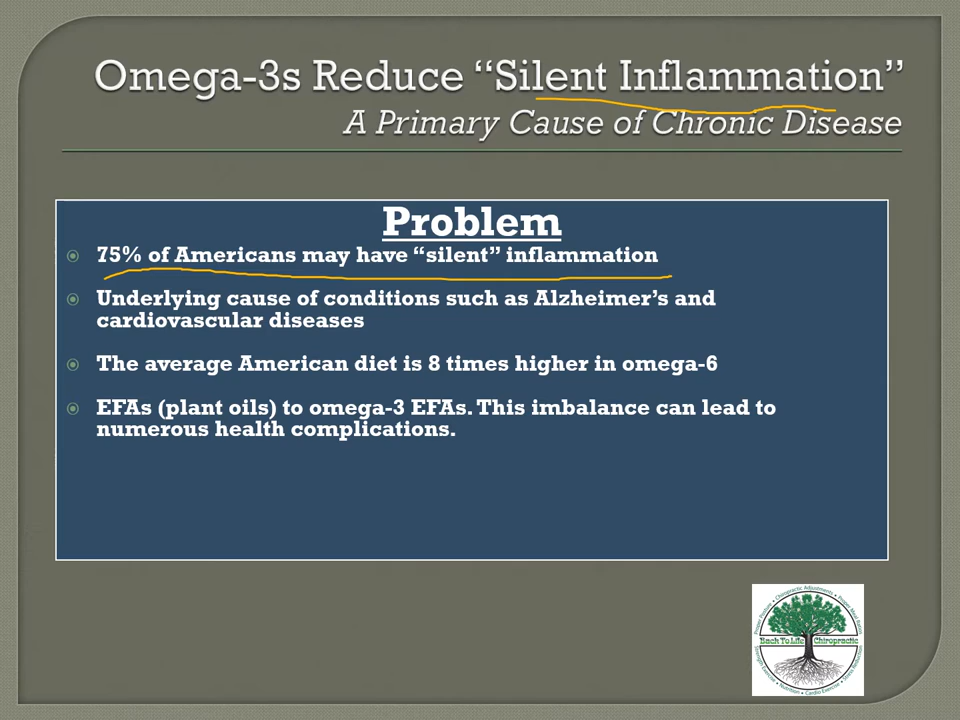 Omega-3s Reduce “Silent Inflammation”
A Primary Cause of Chronic Disease
Problem
75% of Americans may have “silent” inflammation
Underlying cause of conditions such as Alzheimer’s and
cardiovascular diseases
The average American diet is 8 times higher in omega-6
EFAs (plant oils) to omega-3 EFAs. This imbalance can lead to
numerous health complications.
Back To Life Chiropractic